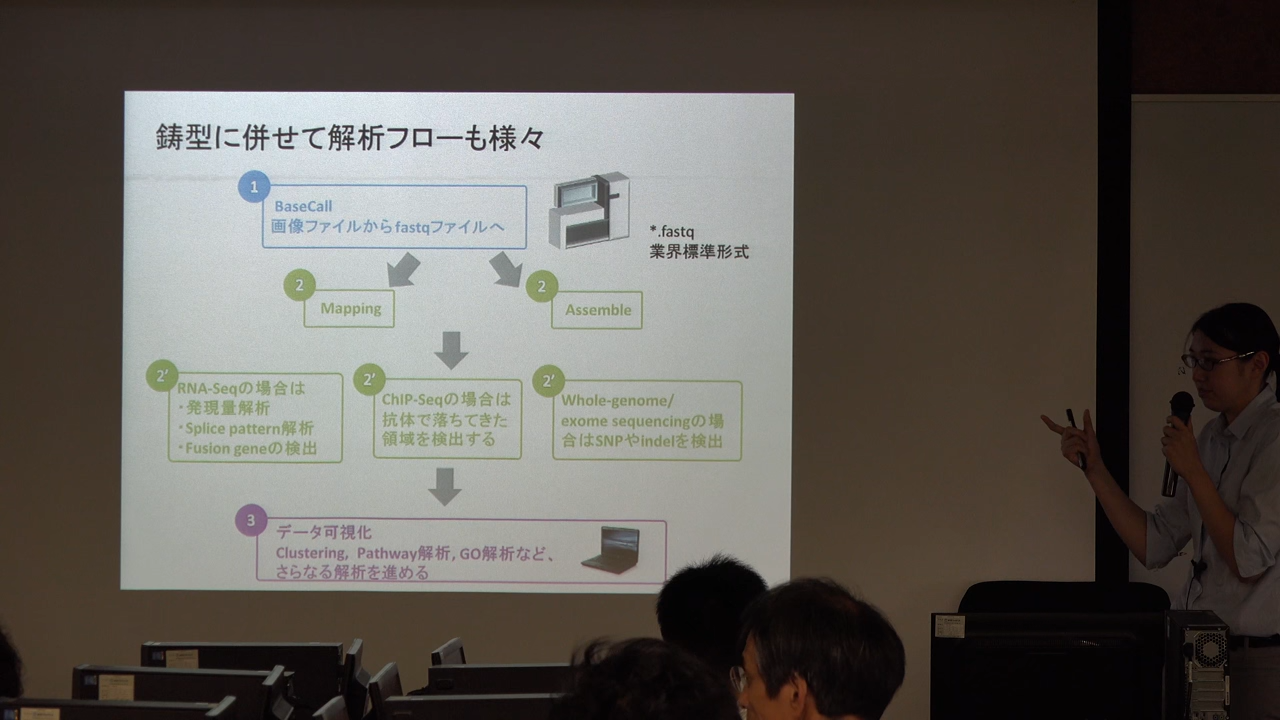 鋳型に併せて解析フローも様々
1
BaseCall
画像ファイルからfastqファイルへ
*.fastq
業界標準形式
2
Mapping
2
Assemble
2’
RNA-Seqの場合は
・発現量解析
・Splice pattern解析
・Fusion geneの検出
2’
ChIP-Seqの場合は
抗体で落ちてきた
領域を検出する
2’
Whole-genome/
exome sequencingの場
合はSNPやindelを検出
3
データ可視化
Clustering, Pathway解析, GO解析など、
さらなる解析を進める